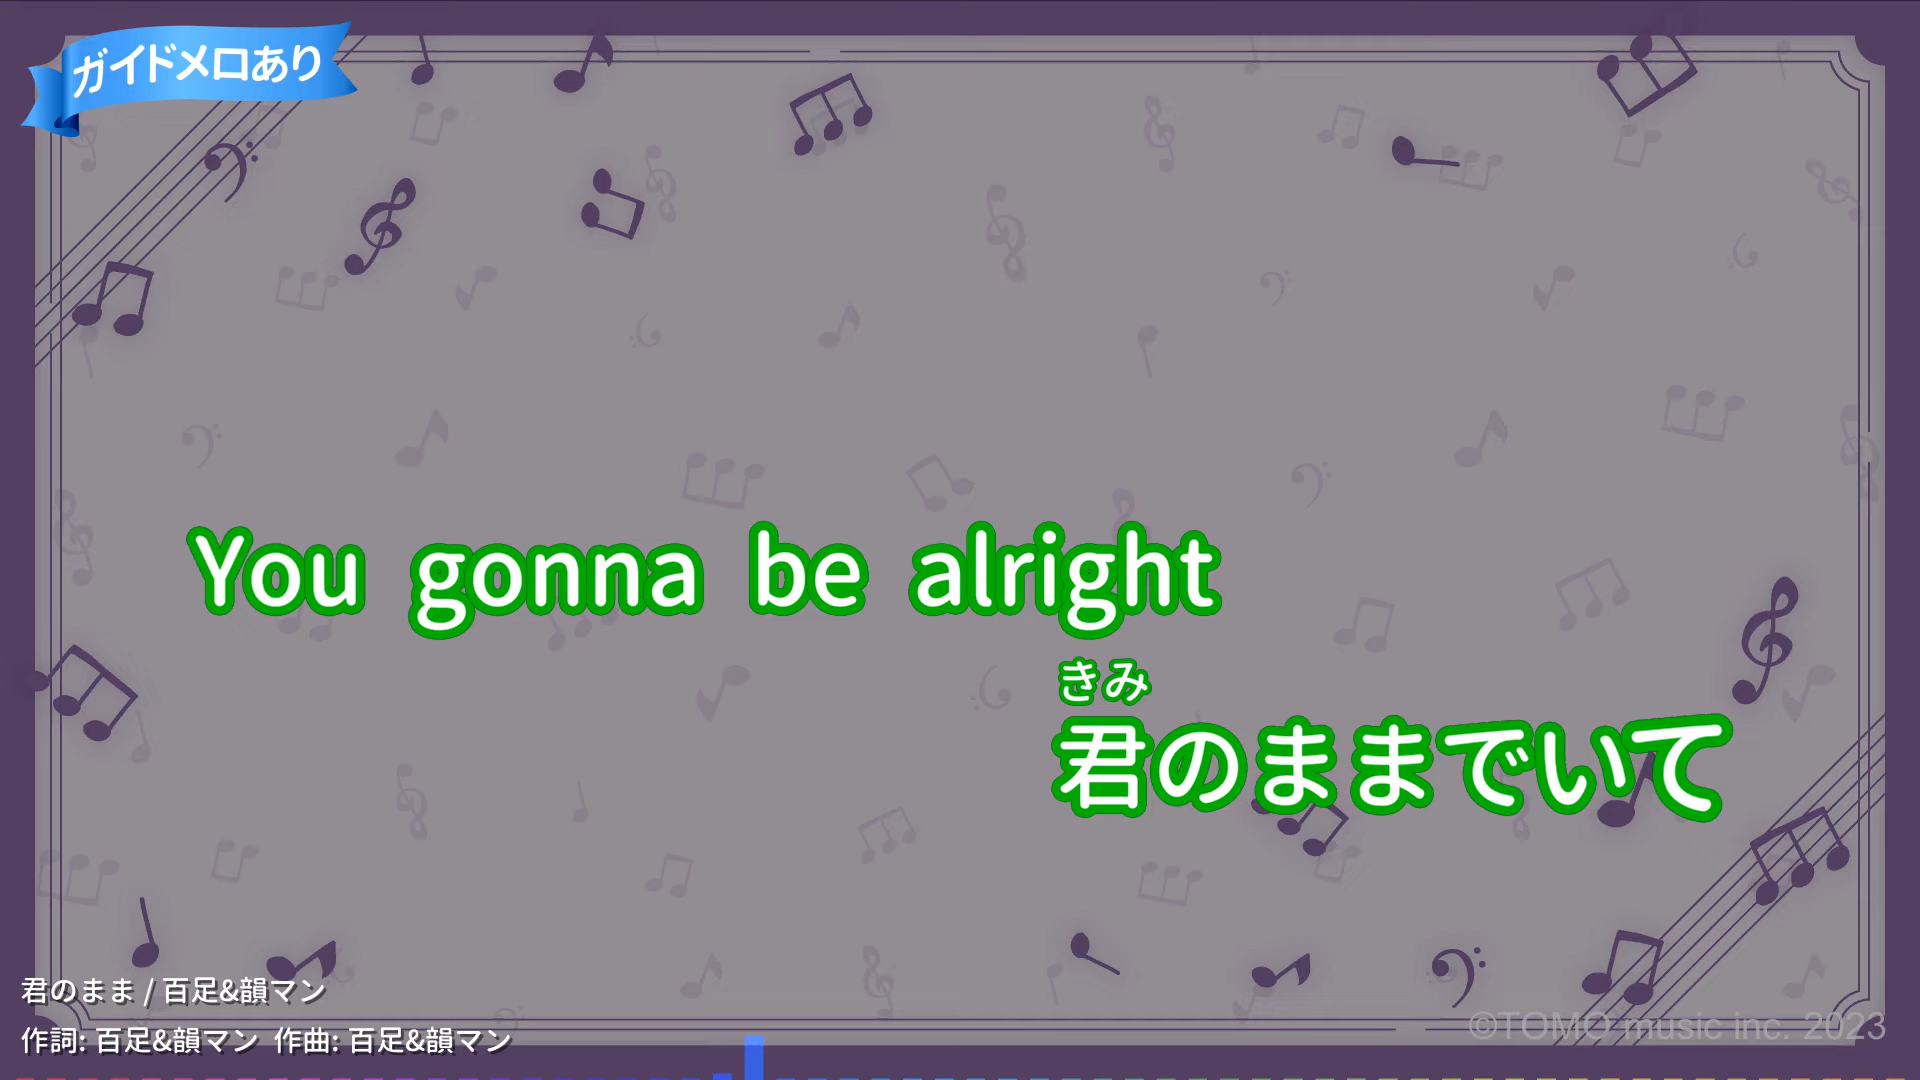 ガイドメロあり
You gonna be alright
きみ
君のままでいて
君のまま / 百足&韻マン
作詞: 百足&韻マン 作曲: 百足&韻マン
©TOMO music inc. 2023